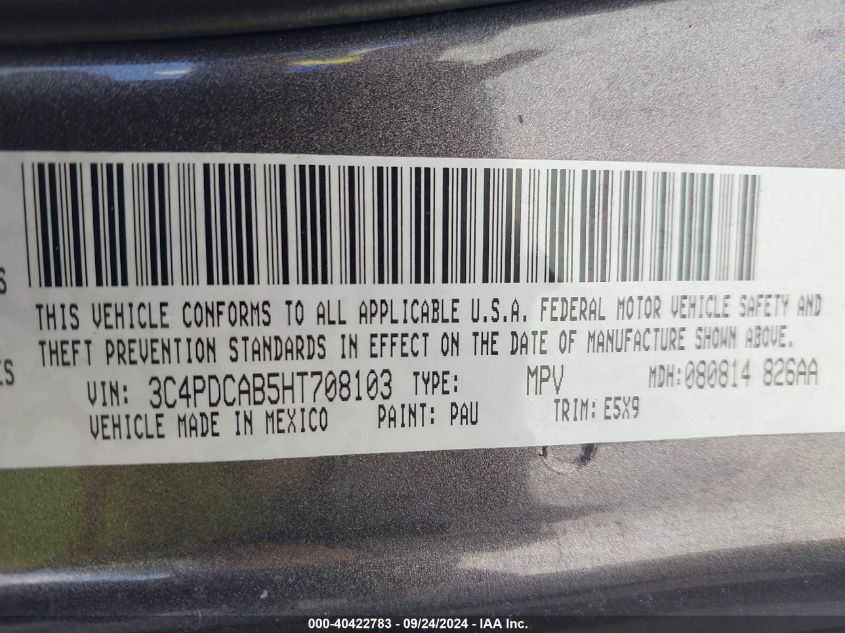 THIS VEHICLE CONFORMS TO ALL APPLICABLE U.S.A. FEDERAL MOTOR VEHICLE SAFETY AND
THEFT PREVENTION STANDARDS IN EFFECT ON THE DATE OF MANUFACTURE SHOWN ABOVE.
VIN: 3C4PDCAB5HT708103 TYPE: MPV MDH:080814 826AA
VEHICLE MADE IN MEXICO PAINT: PAU TRIM: E5X9
000-40422783 - 09/24/2024 - IAA Inc.